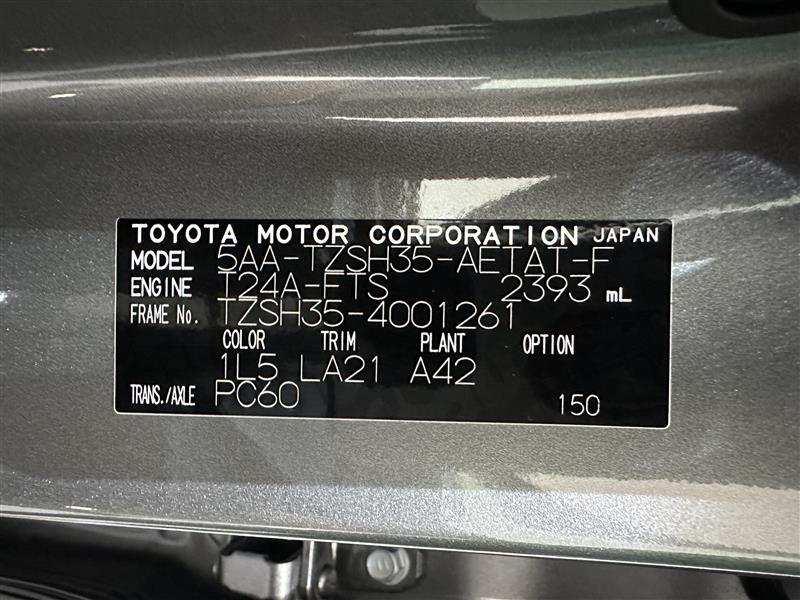 TOYOTA MOTOR CORPORATION JAPAN
MODEL 5AA-TZSH35-AETAT-F
ENGINE T24A-FTS 2393 mL
FRAME No. TZSH35-4001261
COLOR TRIM PLANT OPTION
1L5 LA21 A42
TRANS./AXLE PC60
150